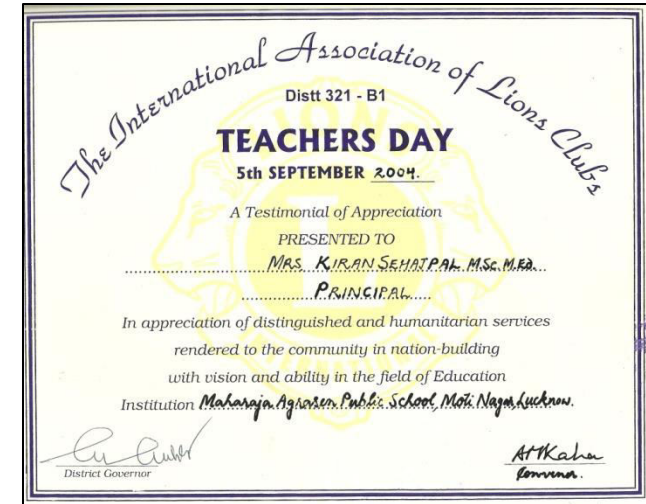 The International Association of Lions Clubs
Distt 321 - B1
TEACHERS DAY
5th SEPTEMBER 2004.
A Testimonial of Appreciation
PRESENTED TO
MRS KIRAN SEHATPAL M.Sc. M.Ed.
PRINCIPAL
In appreciation of distinguished and humanitarian services
rendered to the community in nation-building
with vision and ability in the field of Education
Institution Maharaja Agrasen Public School, Moti Nagar, Lucknow.
District Governor
Convenor.
LIONS
L
INTERNATIONAL